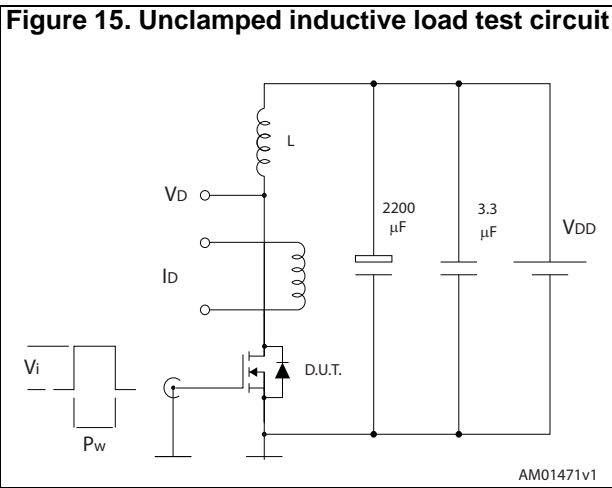 Figure 15. Unclamped inductive load test circuit
L
VD
2200
µF
3.3
µF
VDD
ID
Vi
D.U.T.
Pw
AM01471v1